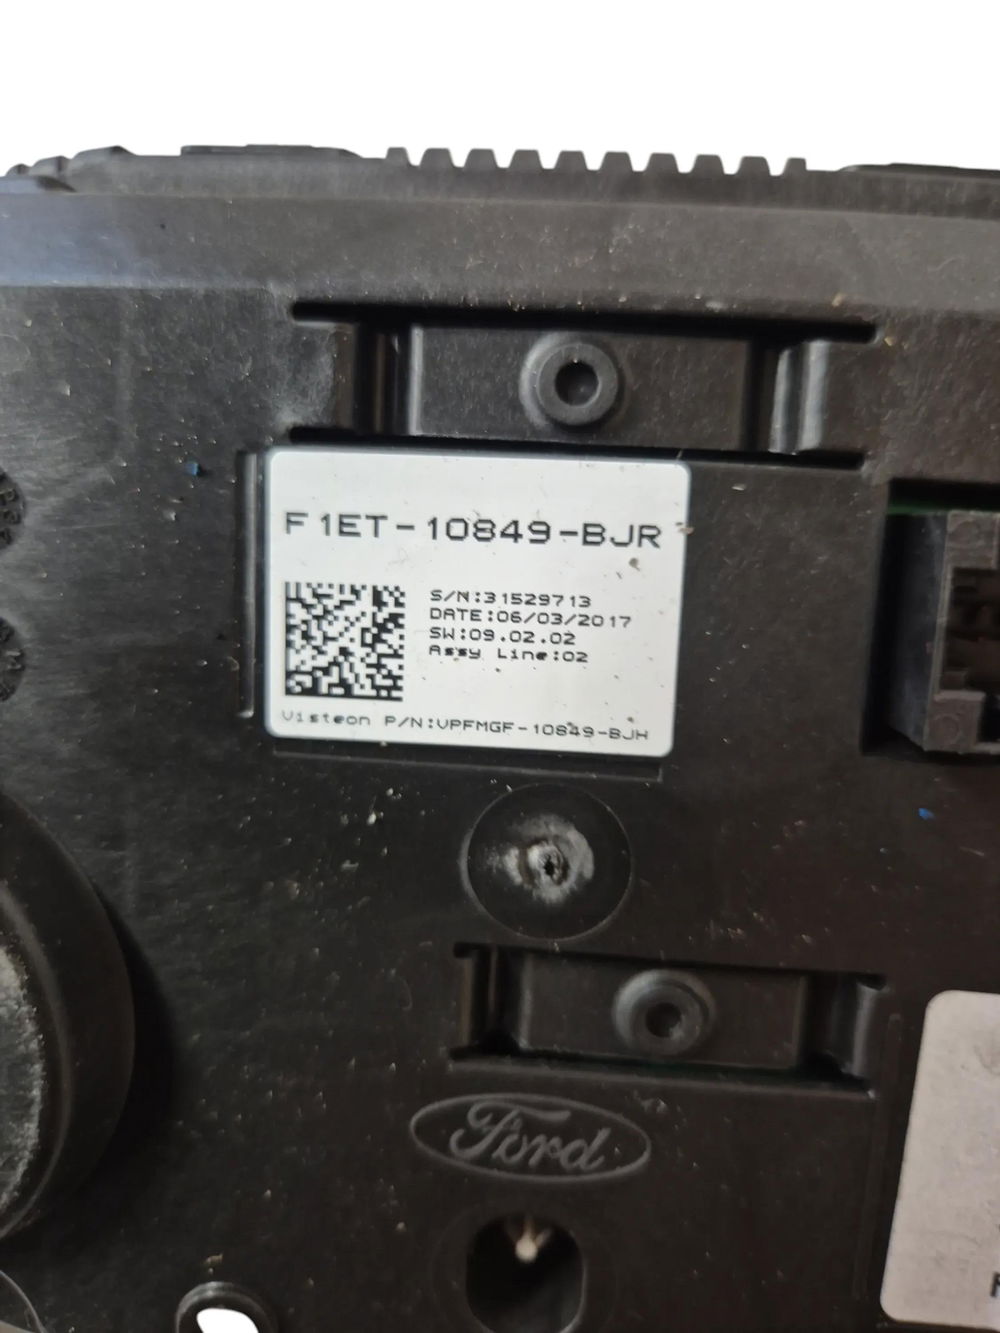 F1ET-10849-BJR
S/N:31529713
DATE:06/03/2017
SW:09.02.02
Assy Line:02
Visteon P/N:VPFMGF-10849-BJH
Ford